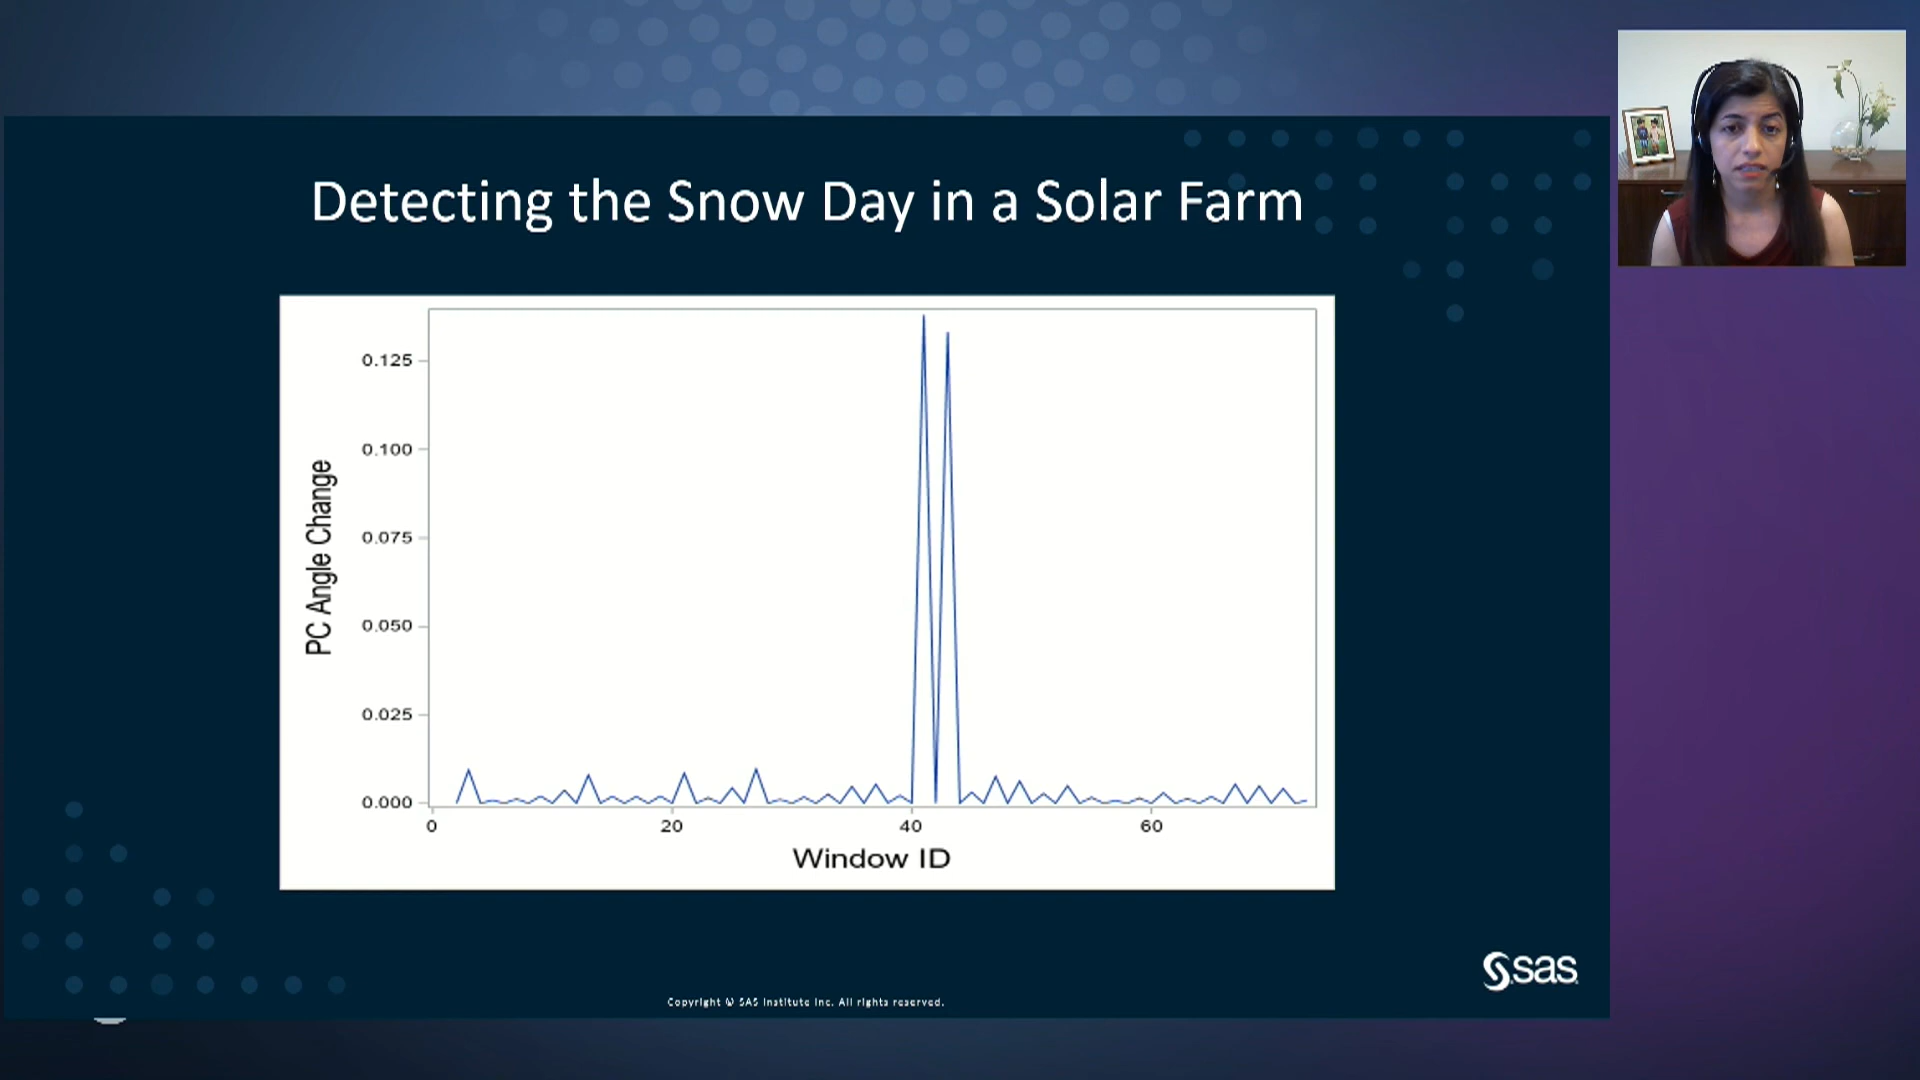 Detecting the Snow Day in a Solar Farm
PC Angle Change
0.125
0.100
0.075
0.050
0.025
0.000
0
20
40
60
Window ID
sas
Copyright © SAS Institute Inc. All rights reserved.